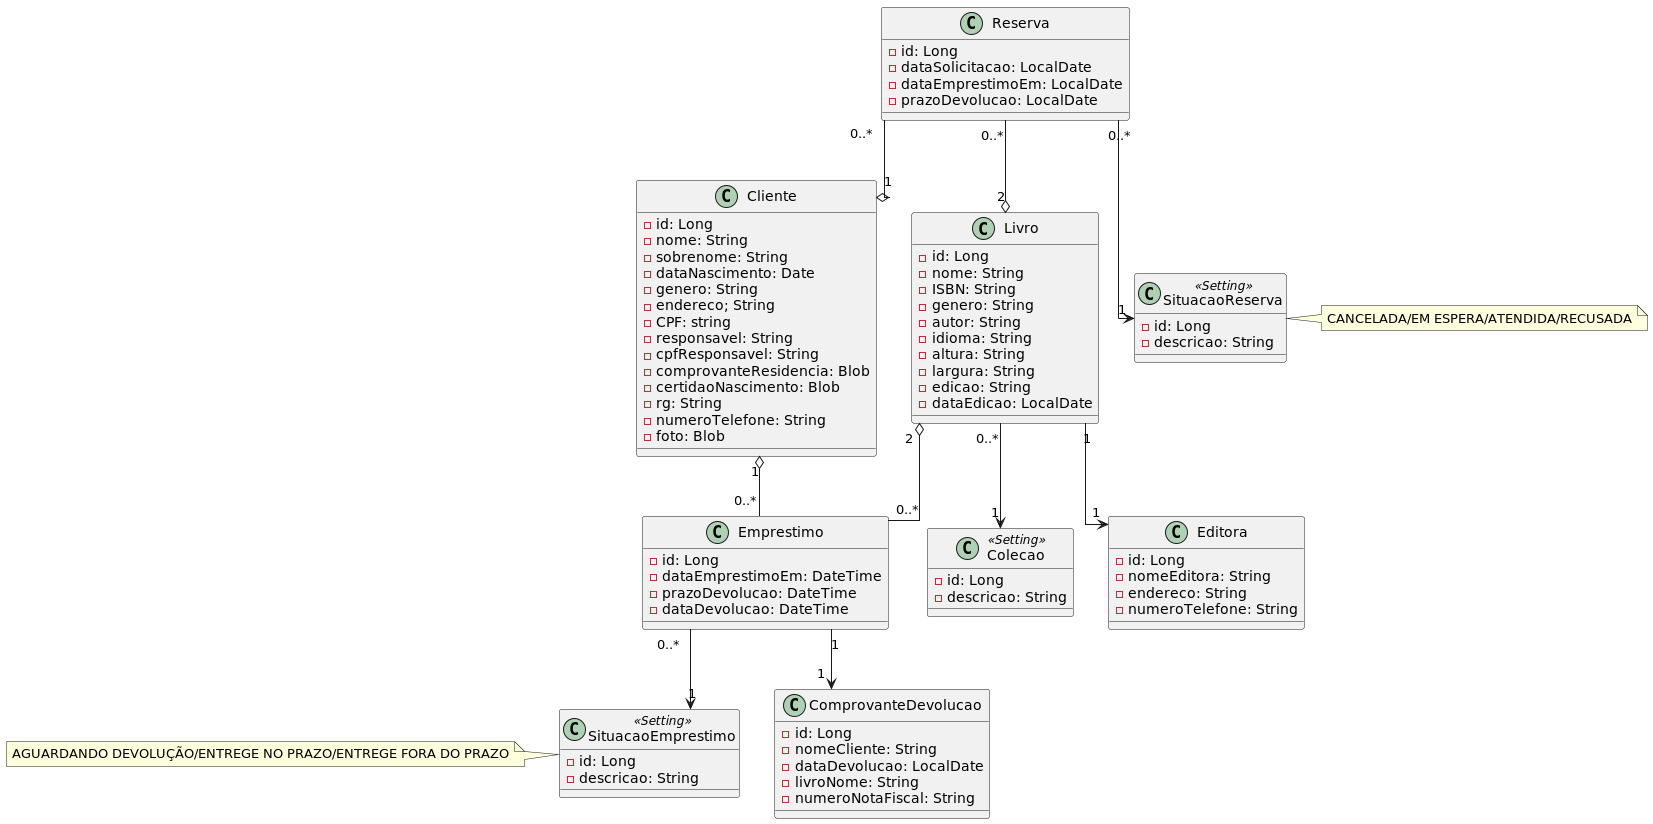 C Reserva
id: Long
dataSolicitacao: LocalDate
dataEmprestimoEm: LocalDate
prazoDevolucao: LocalDate
0..*
0..*
0..*
1
2
1
C Cliente
id: Long
nome: String
sobrenome: String
dataNascimento: Date
genero: String
endereco; String
CPF: string
responsavel: String
cpfResponsavel: String
comprovanteResidencia: Blob
certidaoNascimento: Blob
rg: String
numeroTelefone: String
foto: Blob
C Livro
id: Long
nome: String
ISBN: String
genero: String
autor: String
idioma: String
altura: String
largura: String
edicao: String
dataEdicao: LocalDate
C «Setting»
SituacaoReserva
id: Long
descricao: String
CANCELADA/EM ESPERA/ATENDIDA/RECUSADA
1
0..*
2
0..*
0..*
1
1
1
C Emprestimo
id: Long
dataEmprestimoEm: DateTime
prazoDevolucao: DateTime
dataDevolucao: DateTime
C «Setting»
Colecao
id: Long
descricao: String
C Editora
id: Long
nomeEditora: String
endereco: String
numeroTelefone: String
0..*
1
1
1
C «Setting»
SituacaoEmprestimo
id: Long
descricao: String
AGUARDANDO DEVOLUÇÃO/ENTREGE NO PRAZO/ENTREGE FORA DO PRAZO
C ComprovanteDevolucao
id: Long
nomeCliente: String
dataDevolucao: LocalDate
livroNome: String
numeroNotaFiscal: String